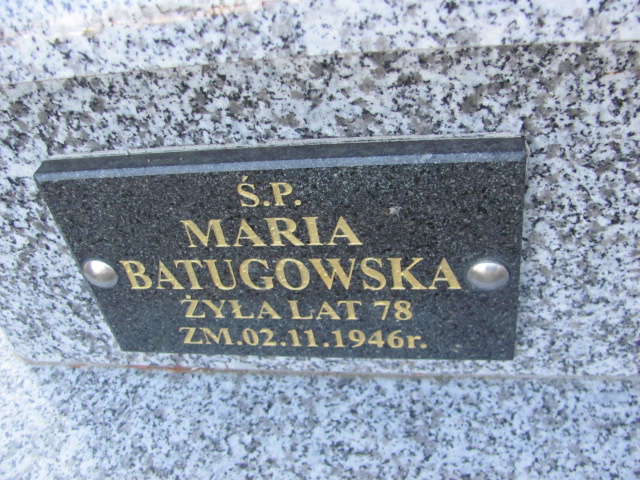 Ś.P.
MARIA
BATUGOWSKA
ŻYŁA LAT 78
ZM.02.11.1946r.